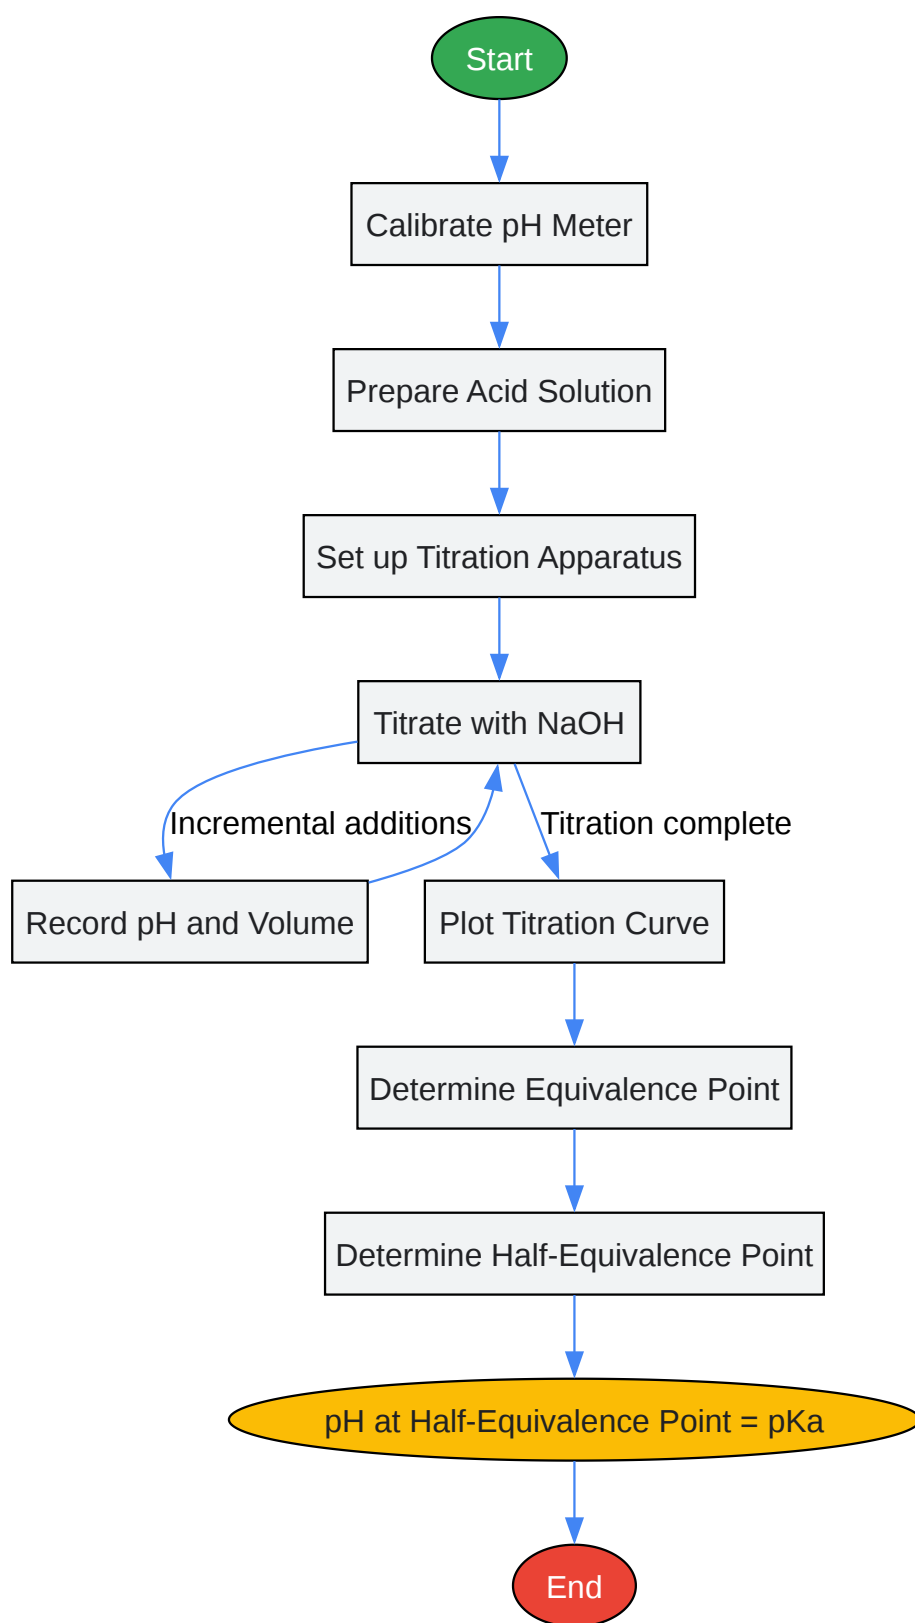 Start
Calibrate pH Meter
Prepare Acid Solution
Set up Titration Apparatus
Titrate with NaOH
Incremental additions
Titration complete
Record pH and Volume
Plot Titration Curve
Determine Equivalence Point
Determine Half-Equivalence Point
pH at Half-Equivalence Point = pKa
End